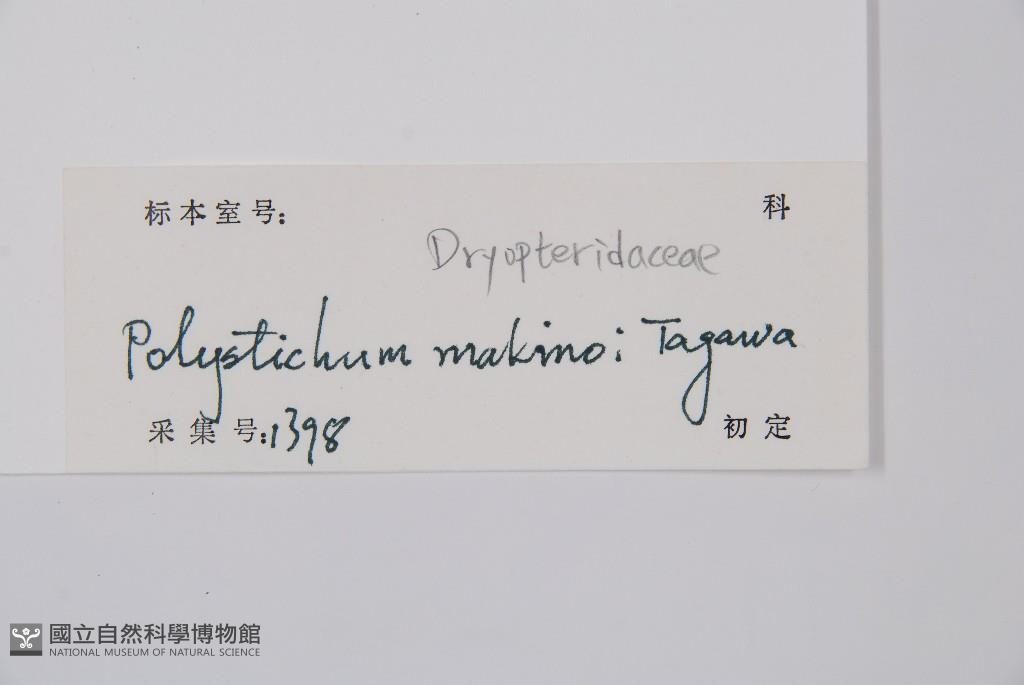 标本室号: 科
Dryopteridaceae
Polystichum makinoi Tagawa
采集号:1398 初定
國立自然科學博物館
NATIONAL MUSEUM OF NATURAL SCIENCE